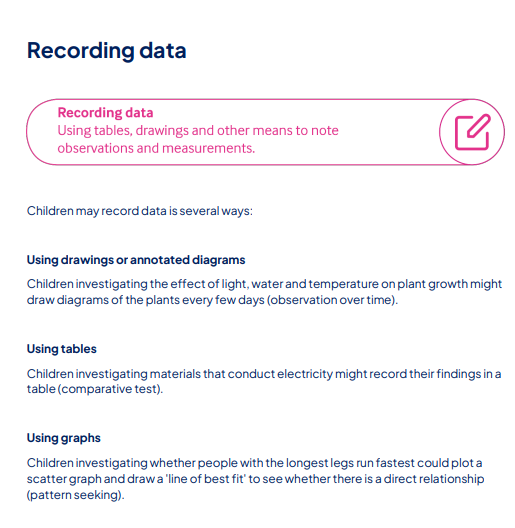 Recording data
Recording data
Using tables, drawings and other means to note
observations and measurements.
Children may record data is several ways:
Using drawings or annotated diagrams
Children investigating the effect of light, water and temperature on plant growth might
draw diagrams of the plants every few days (observation over time).
Using tables
Children investigating materials that conduct electricity might record their findings in a
table (comparative test).
Using graphs
Children investigating whether people with the longest legs run fastest could plot a
scatter graph and draw a 'line of best fit' to see whether there is a direct relationship
(pattern seeking).